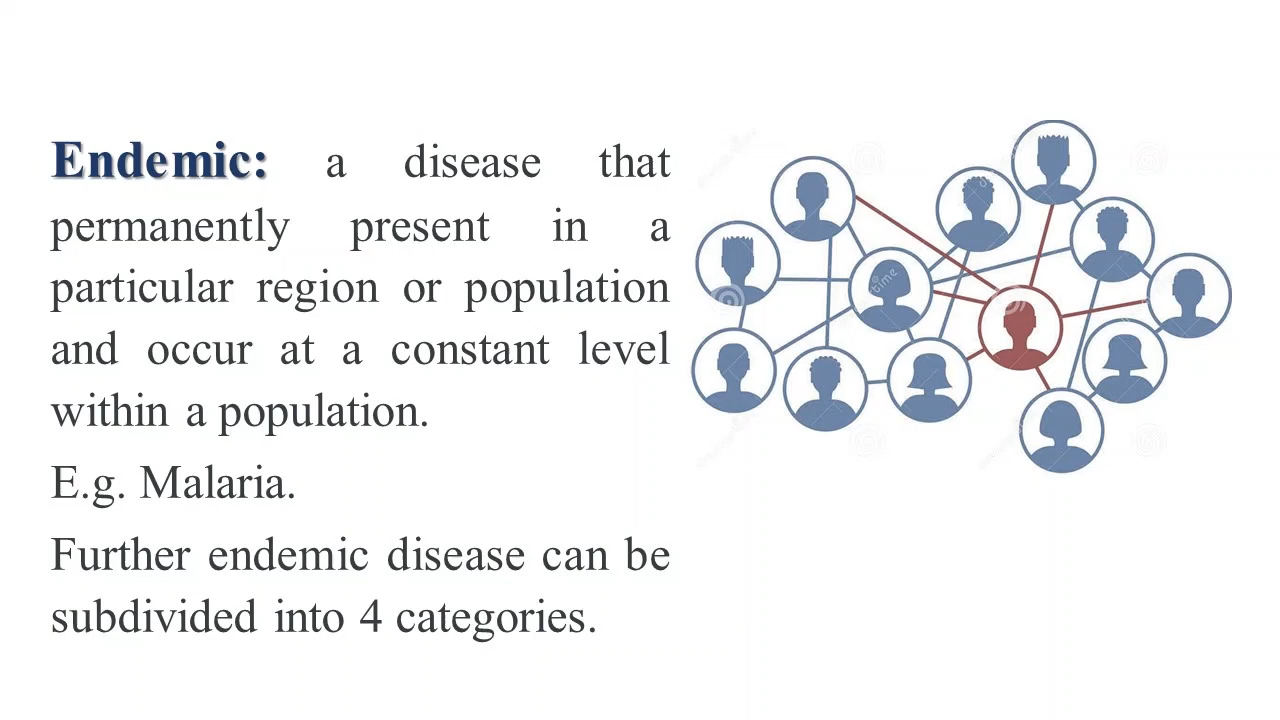 Endemic: a disease that
permanently present in a
particular region or population
and occur at a constant level
within a population.
E.g. Malaria.
Further endemic disease can be
subdivided into 4 categories.